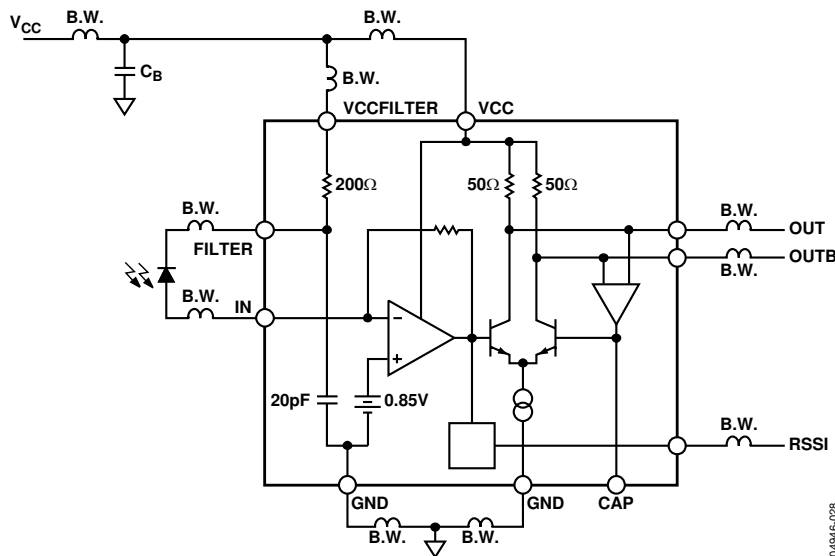 B.W.
VCC
B.W.
CB
B.W.
VCCFILTER
VCC
200Ω
50Ω
50Ω
B.W.
FILTER
B.W.
OUT
OUTB
B.W.
B.W.
IN
−
+
20pF
0.85V
B.W.
RSSI
GND
GND
CAP
B.W.
B.W.
04946-028